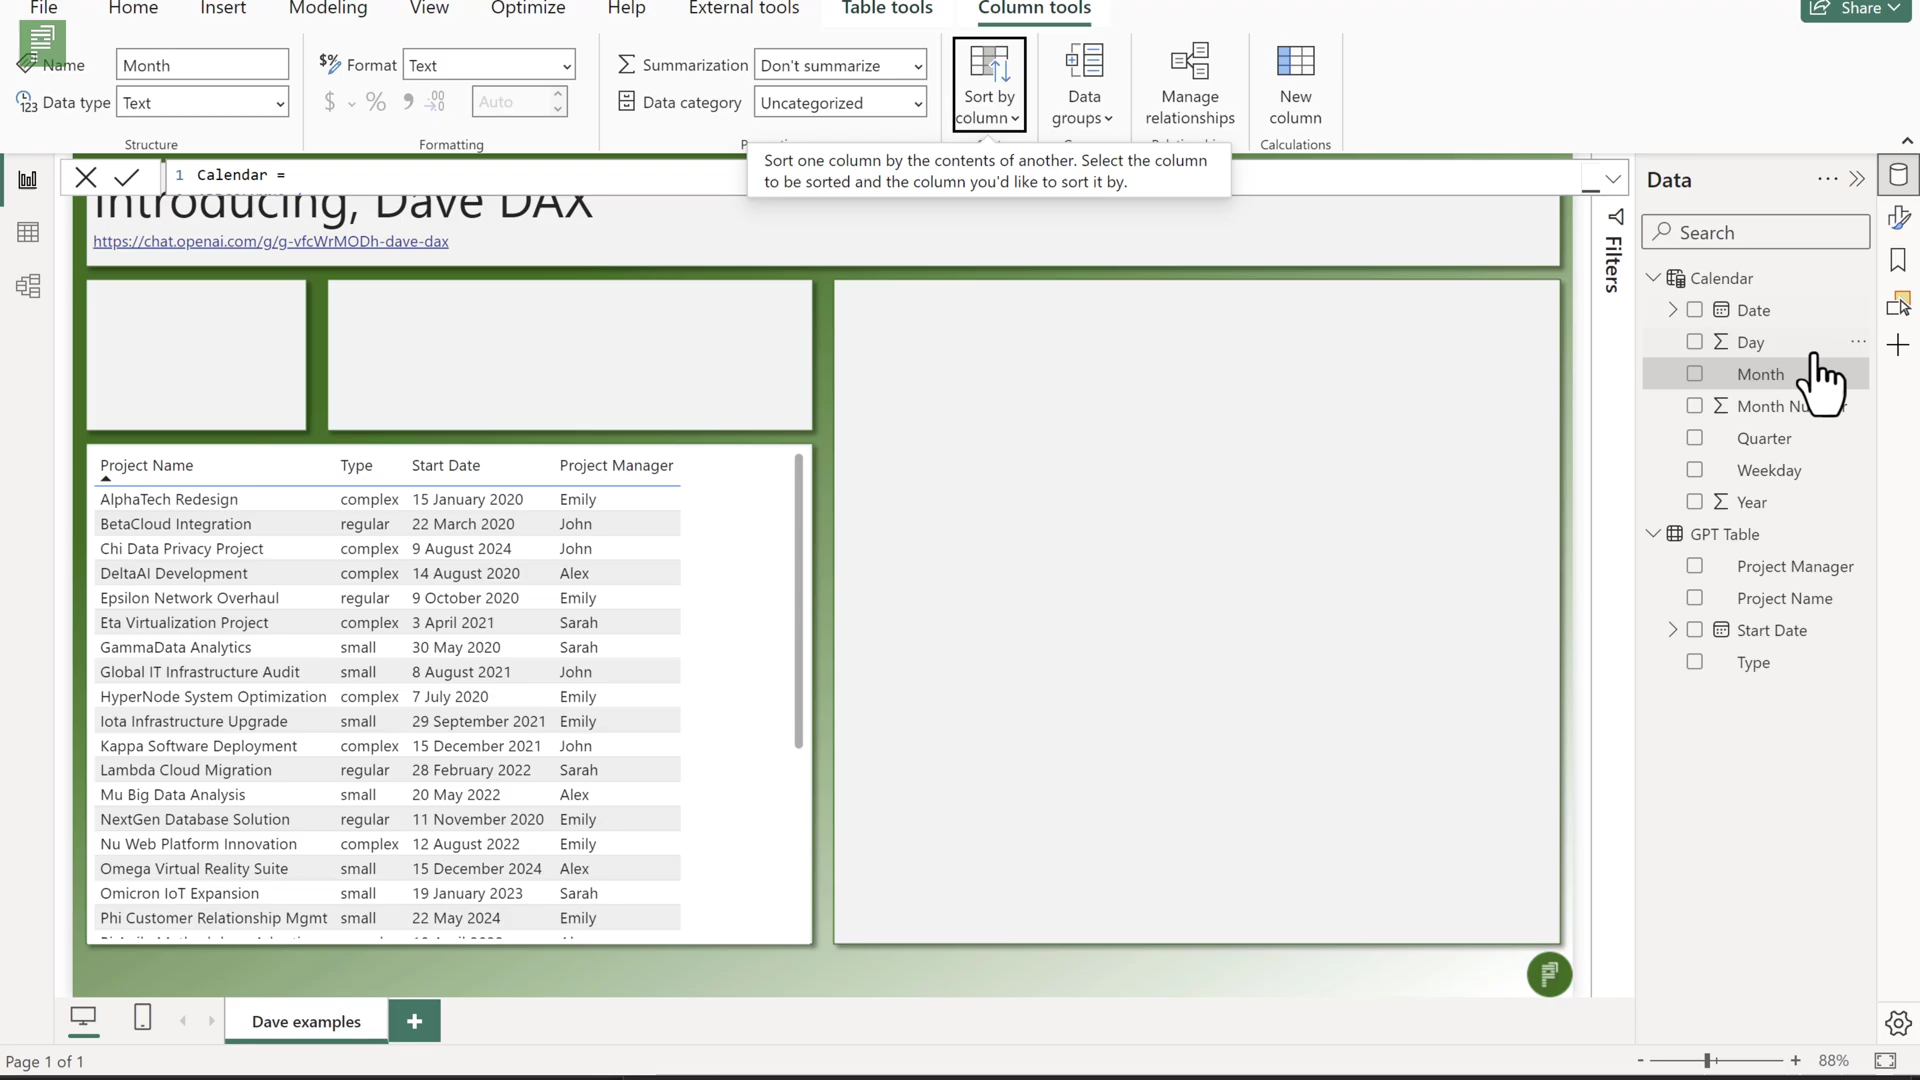 File Home Insert Modeling View Optimize Help External tools Table tools Column tools Share
Name Month $% Format Text Σ Summarization Don't summarize Sort by column Data groups Manage relationships New column
123 Data type Text $ % .00 Auto Data category Uncategorized
Structure Formatting Calculations
Sort one column by the contents of another. Select the column
to be sorted and the column you'd like to sort it by.
1 Calendar =
Introducing, Dave DAX
https://chat.openai.com/g/g-vfcWrMODh-dave-dax
Project Name Type Start Date Project Manager
AlphaTech Redesign complex 15 January 2020 Emily
BetaCloud Integration regular 22 March 2020 John
Chi Data Privacy Project complex 9 August 2024 John
DeltaAI Development complex 14 August 2020 Alex
Epsilon Network Overhaul regular 9 October 2020 Emily
Eta Virtualization Project complex 3 April 2021 Sarah
GammaData Analytics small 30 May 2020 Sarah
Global IT Infrastructure Audit small 8 August 2021 John
HyperNode System Optimization complex 7 July 2020 Emily
Iota Infrastructure Upgrade small 29 September 2021 Emily
Kappa Software Deployment complex 15 December 2021 John
Lambda Cloud Migration regular 28 February 2022 Sarah
Mu Big Data Analysis small 20 May 2022 Alex
NextGen Database Solution regular 11 November 2020 Emily
Nu Web Platform Innovation complex 12 August 2022 Emily
Omega Virtual Reality Suite small 15 December 2024 Alex
Omicron IoT Expansion small 19 January 2023 Sarah
Phi Customer Relationship Mgmt small 22 May 2024 Emily
Filters
Data
Search
Calendar
Date
Σ Day
Month
Σ Month
Quarter
Weekday
Σ Year
GPT Table
Project Manager
Project Name
Start Date
Type
Dave examples +
Page 1 of 1 - + 88%